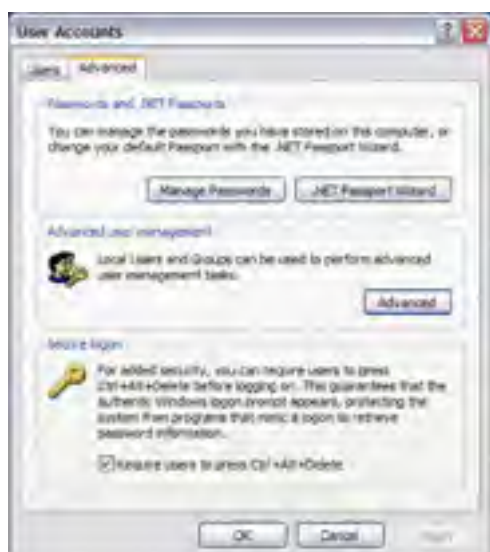 User Accounts
Users Advanced
Passwords and .NET Passports
You can manage the passwords you have stored on this computer, or
change your default Passport with the .NET Passport Wizard.
Manage Passwords .NET Passport Wizard
Advanced user management
Local Users and Groups can be used to perform advanced
user management tasks.
Advanced
Secure logon
For added security, you can require users to press
Ctrl+Alt+Delete before logging on. This guarantees that the
authentic Windows logon prompt appears, protecting the
system from programs that mimic a logon to retrieve
password information.
Require users to press Ctrl+Alt+Delete
OK Cancel Apply